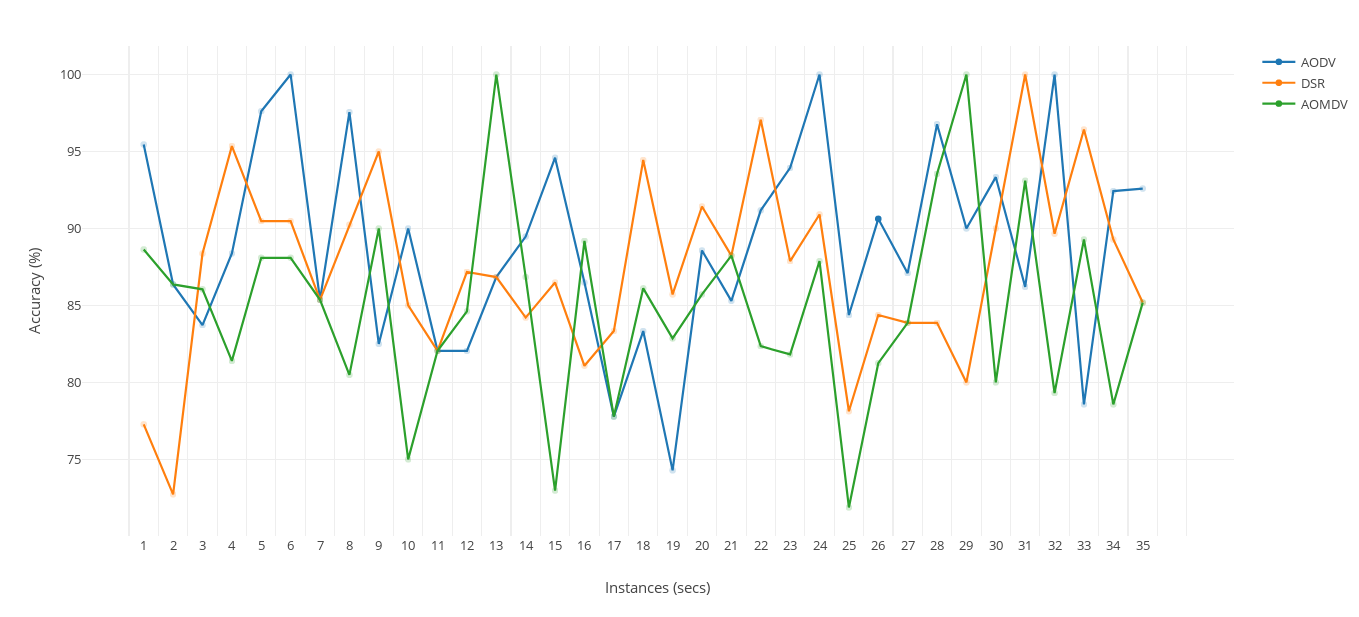 AODV
DSR
AOMDV
100
95
90
85
80
75
Accuracy (%)
1 2 3 4 5 6 7 8 9 10 11 12 13 14 15 16 17 18 19 20 21 22 23 24 25 26 27 28 29 30 31 32 33 34 35
Instances (secs)